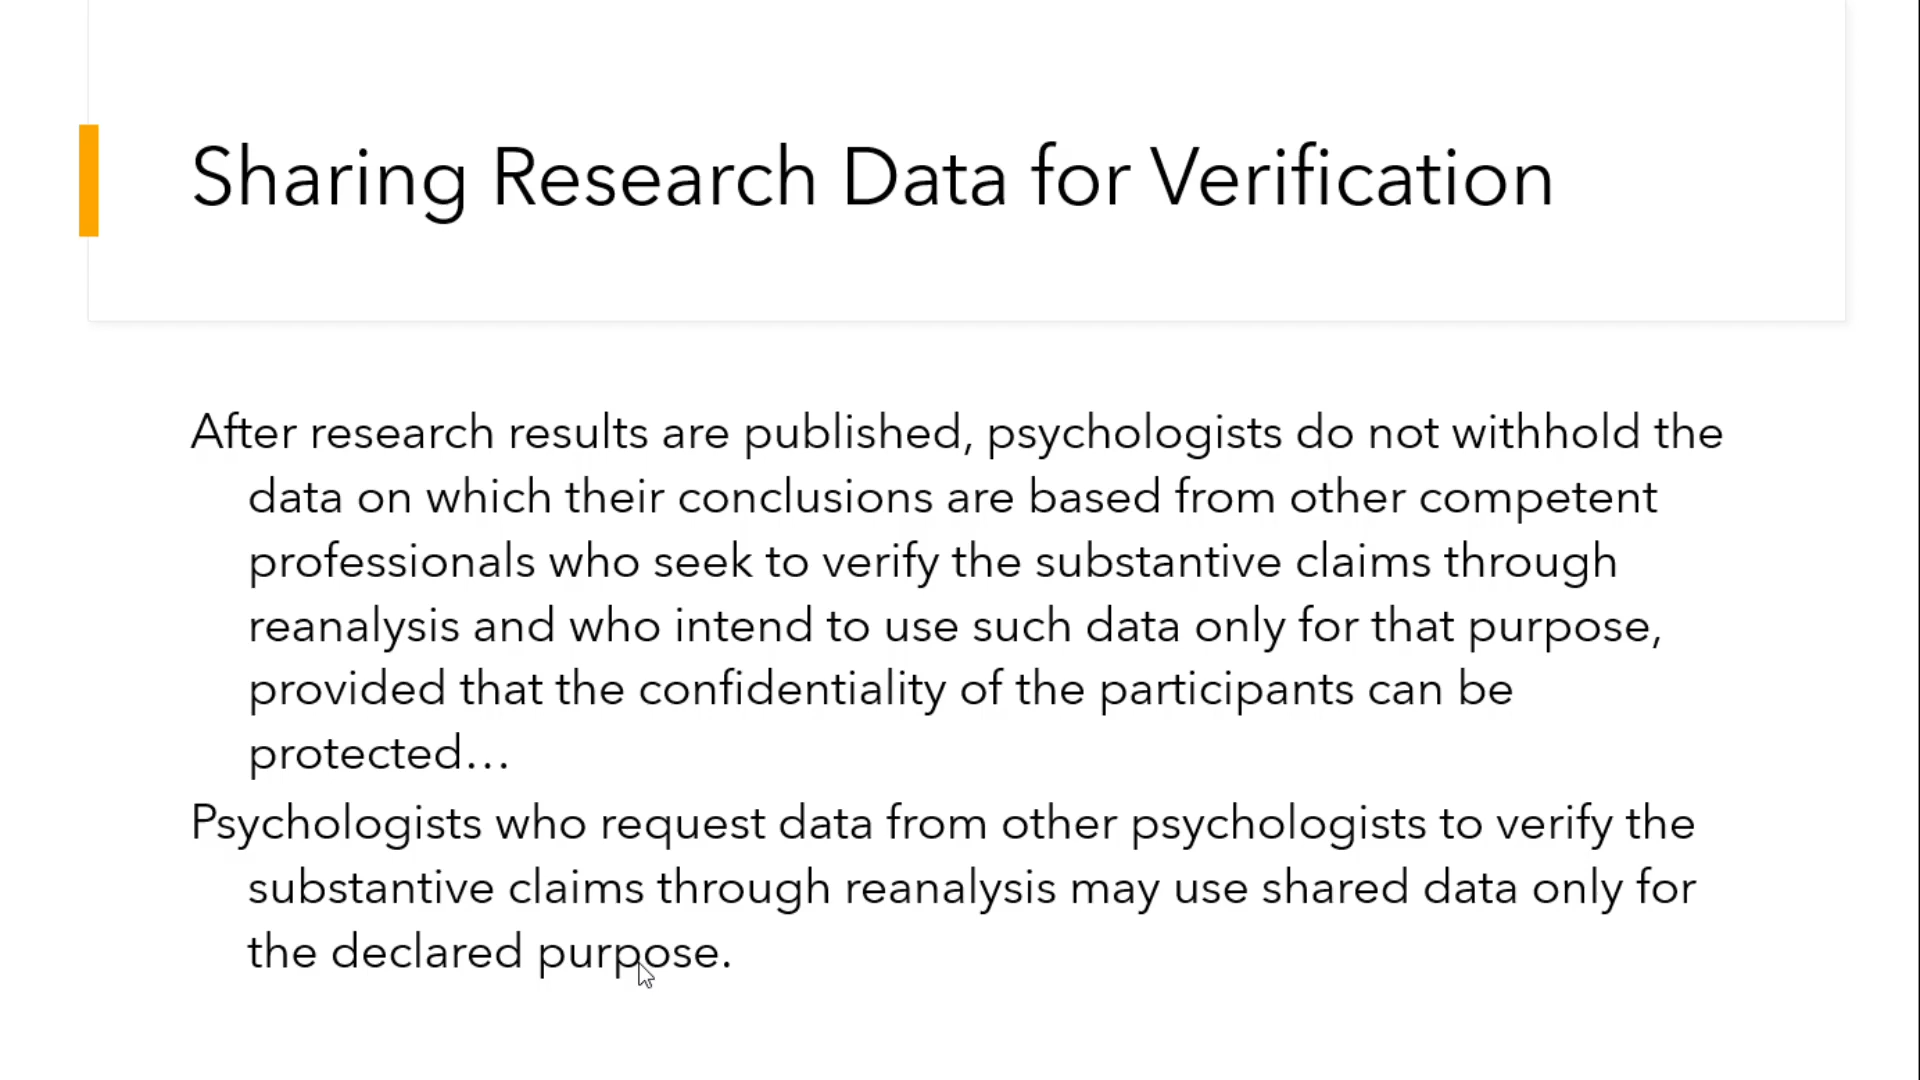 Sharing Research Data for Verification
After research results are published, psychologists do not withhold the
data on which their conclusions are based from other competent
professionals who seek to verify the substantive claims through
reanalysis and who intend to use such data only for that purpose,
provided that the confidentiality of the participants can be
protected…
Psychologists who request data from other psychologists to verify the
substantive claims through reanalysis may use shared data only for
the declared purpose.